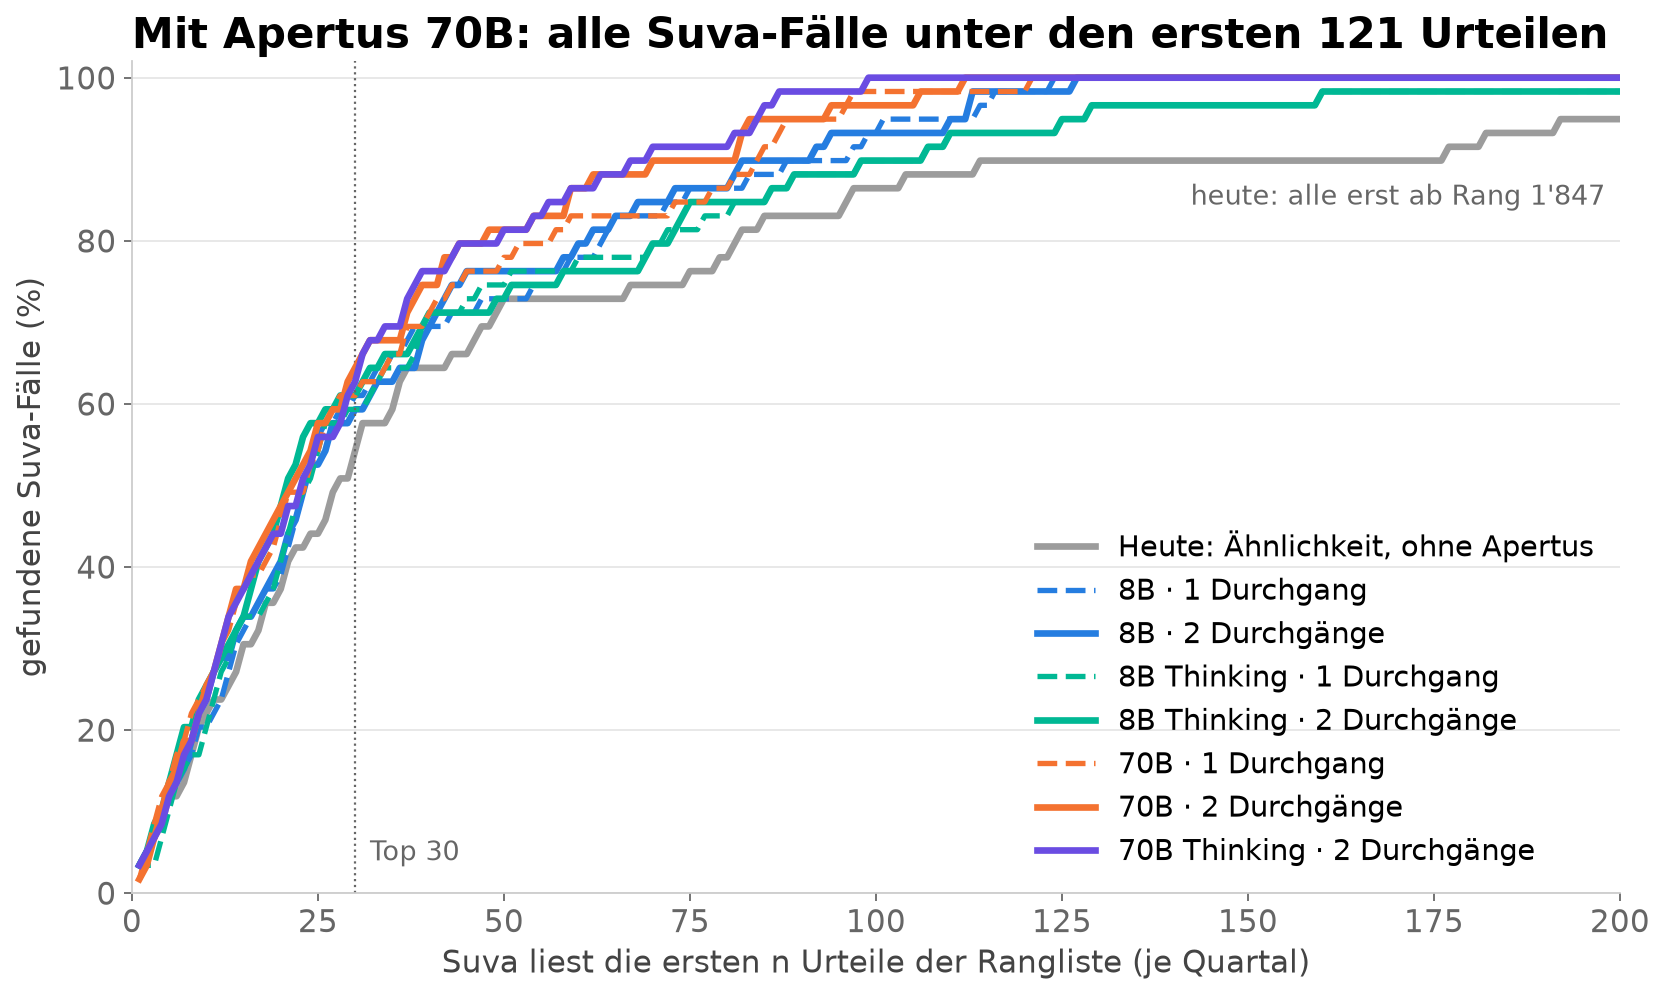 Mit Apertus 70B: alle Suva-Fälle unter den ersten 121 Urteilen
gefundene Suva-Fälle (%)
100
80
60
40
20
0
heute: alle erst ab Rang 1'847
Top 30
Heute: Ähnlichkeit, ohne Apertus
8B · 1 Durchgang
8B · 2 Durchgänge
8B Thinking · 1 Durchgang
8B Thinking · 2 Durchgänge
70B · 1 Durchgang
70B · 2 Durchgänge
70B Thinking · 2 Durchgänge
0 25 50 75 100 125 150 175 200
Suva liest die ersten n Urteile der Rangliste (je Quartal)